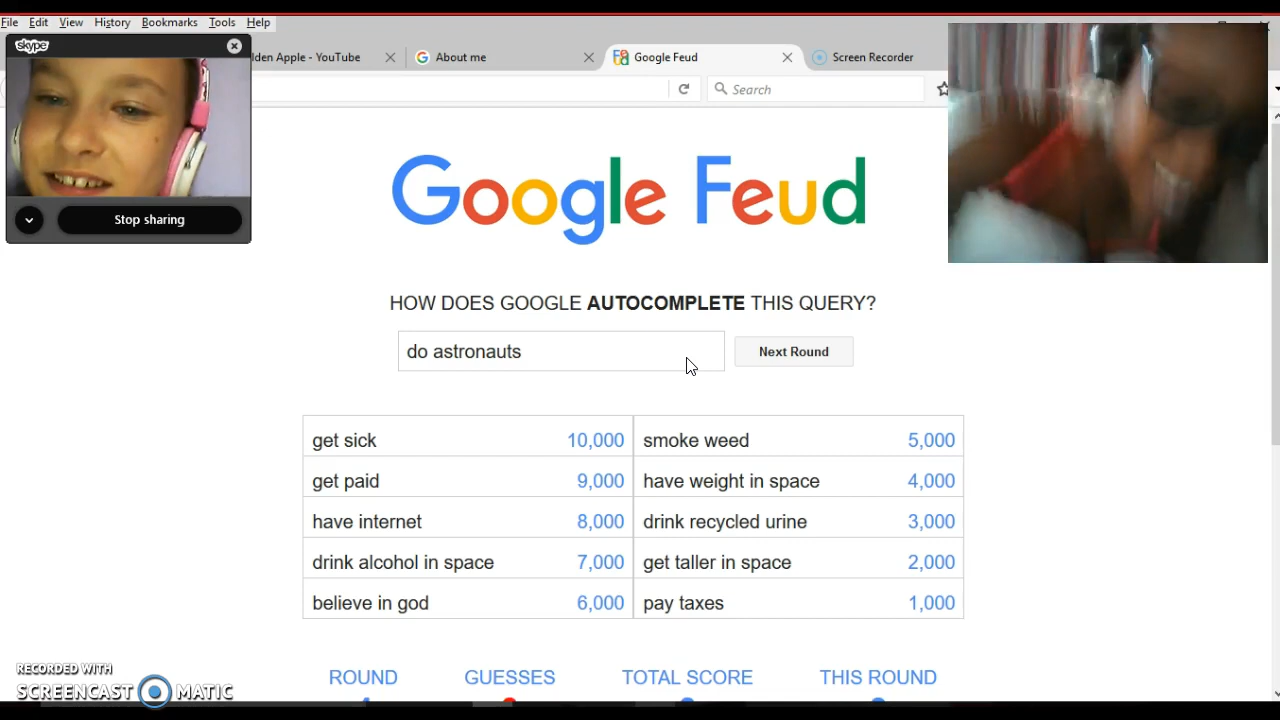 File Edit View History Bookmarks Tools Help
skype
lden Apple - YouTube
About me
Google Feud
Screen Recorder
Search
Stop sharing
Google Feud
HOW DOES GOOGLE AUTOCOMPLETE THIS QUERY?
do astronauts
Next Round
get sick 10,000 smoke weed 5,000
get paid 9,000 have weight in space 4,000
have internet 8,000 drink recycled urine 3,000
drink alcohol in space 7,000 get taller in space 2,000
believe in god 6,000 pay taxes 1,000
ROUND GUESSES TOTAL SCORE THIS ROUND
RECORDED WITH
SCREENCAST MATIC